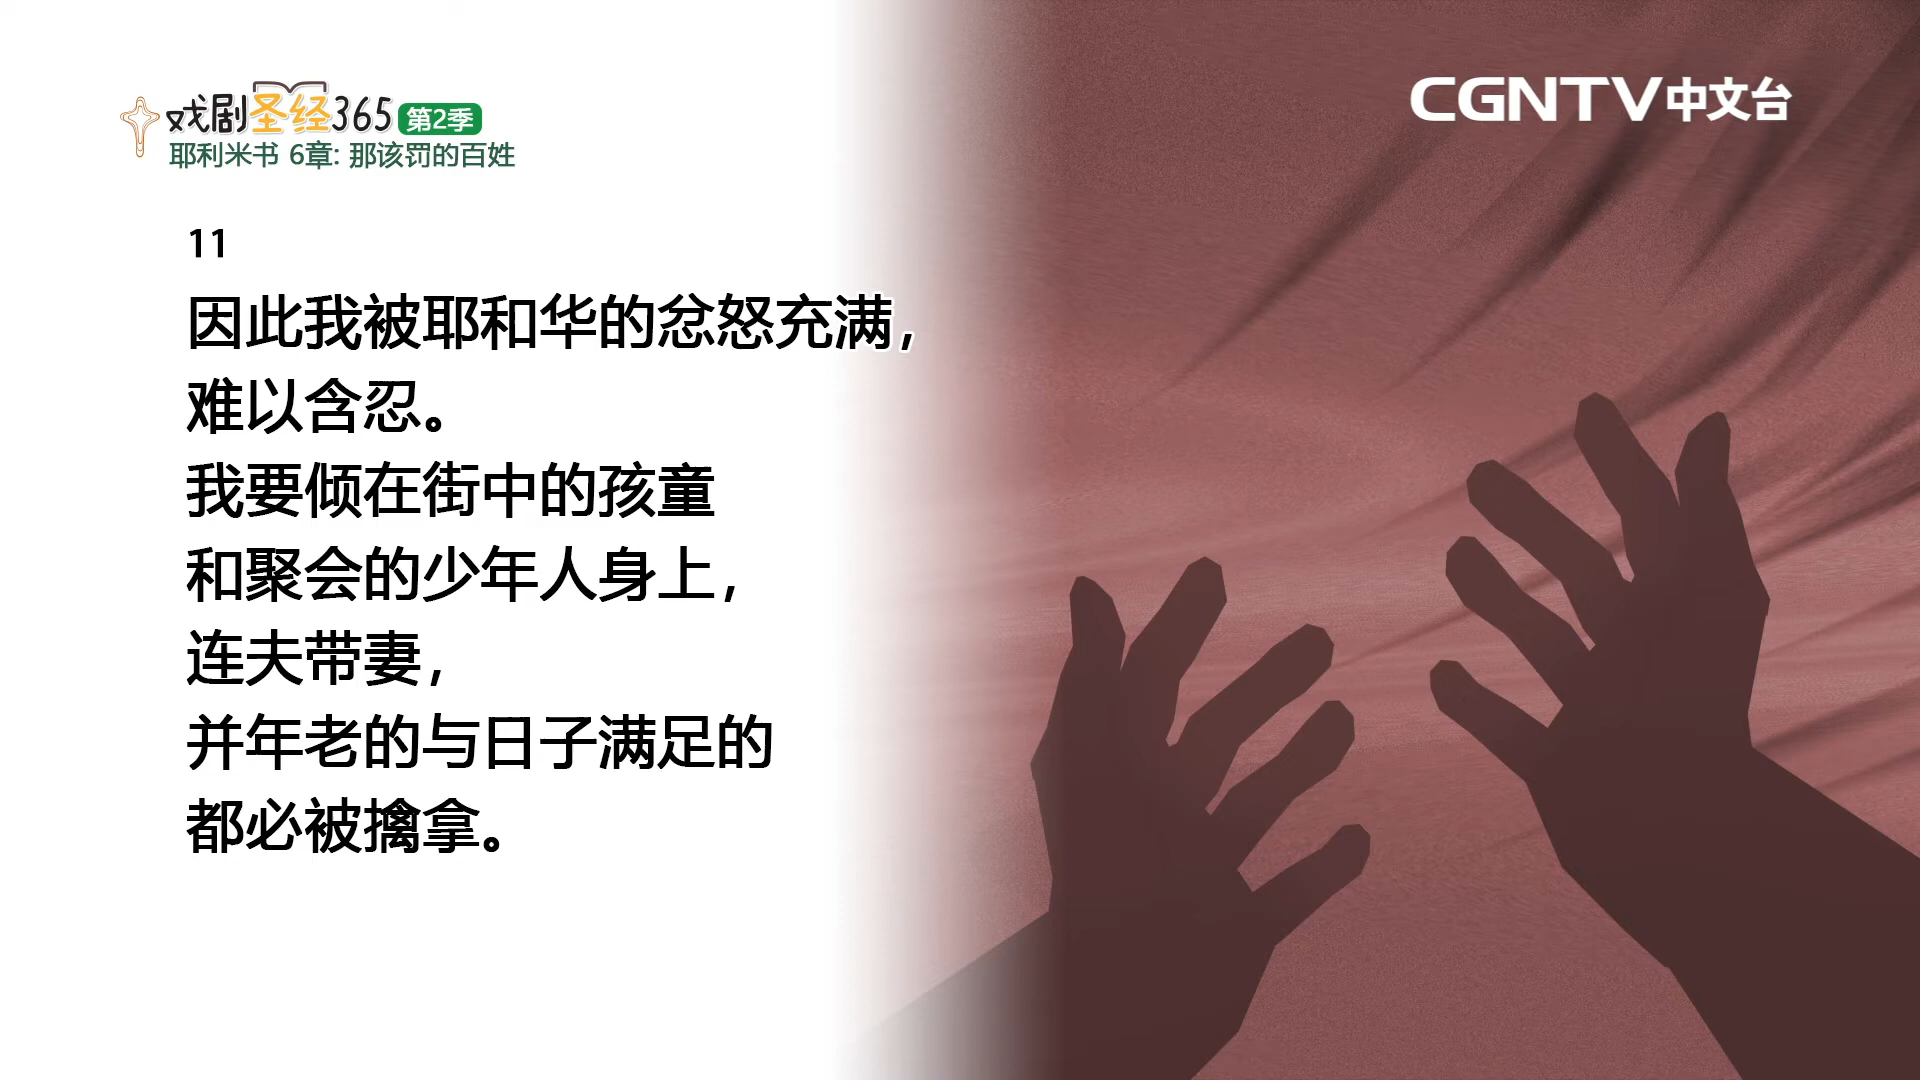 戏剧圣经365 第2季
耶利米书 6章: 那该罚的百姓
CGNTV中文台
11
因此我被耶和华的忿怒充满，
难以含忍。
我要倾在街中的孩童
和聚会的少年人身上，
连夫带妻，
并年老的与日子满足的
都必被擒拿。